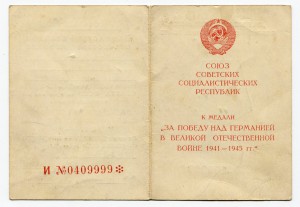 И №0409999
СОЮЗ
СОВЕТСКИХ
СОЦИАЛИСТИЧЕСКИХ
РЕСПУБЛИК
К МЕДАЛИ
„ЗА ПОБЕДУ НАД ГЕРМАНИЕЙ
В ВЕЛИКОЙ ОТЕЧЕСТВЕННОЙ
ВОЙНЕ 1941—1945 гг.“